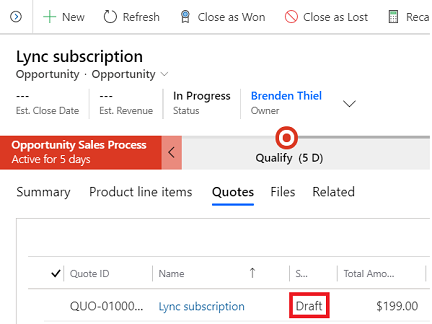 New Refresh Close as Won Close as Lost Reca
Lync subscription
Opportunity · Opportunity
--- --- In Progress Brenden Thiel
Est. Close Date Est. Revenue Status Owner
Opportunity Sales Process
Active for 5 days
Qualify (5 D)
Summary Product line items Quotes Files Related
Quote ID Name ↑ S... Total Amo...
QUO-01000... Lync subscription Draft $199.00